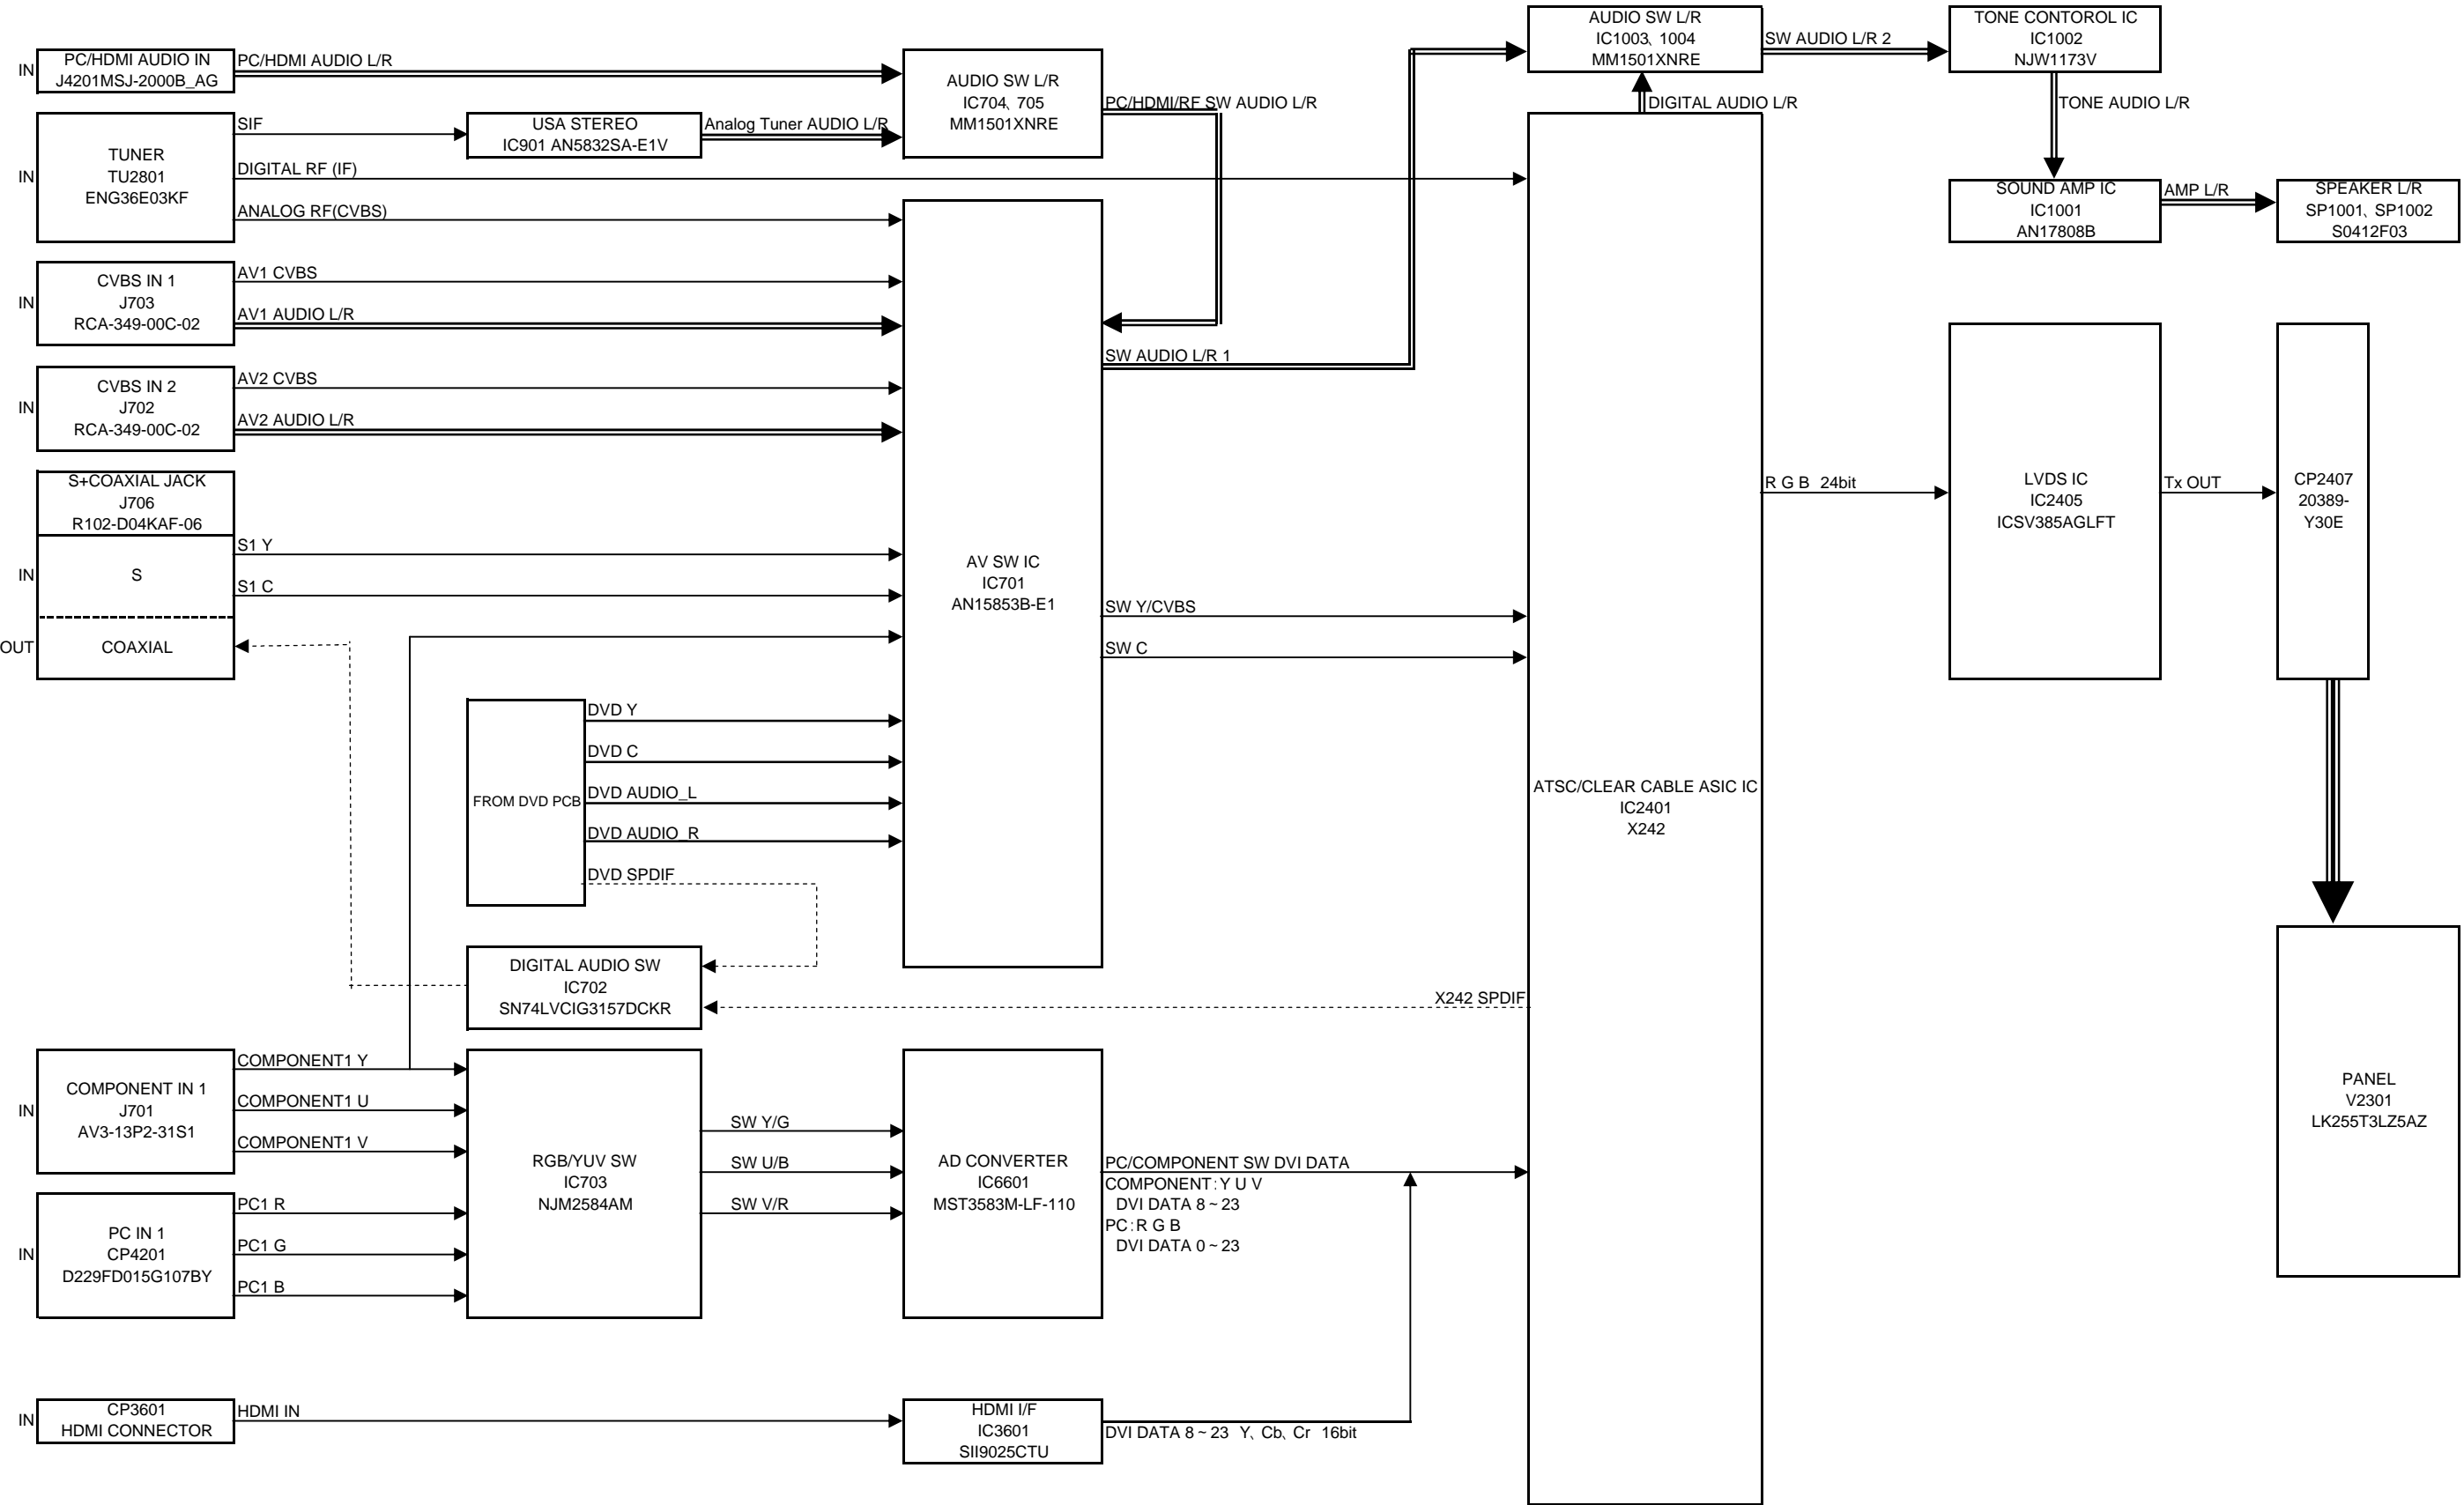 IN
PC/HDMI AUDIO IN
J4201MSJ-2000B_AG
PC/HDMI AUDIO L/R
AUDIO SW L/R
IC704、705
MM1501XNRE
PC/HDMI/RF SW AUDIO L/R
AUDIO SW L/R
IC1003、1004
MM1501XNRE
SW AUDIO L/R 2
TONE CONTOROL IC
IC1002
NJW1173V
DIGITAL AUDIO L/R
TONE AUDIO L/R
IN
TUNER
TU2801
ENG36E03KF
SIF
USA STEREO
IC901 AN5832SA-E1V
Analog Tuner AUDIO L/R
DIGITAL RF (IF)
ANALOG RF(CVBS)
SOUND AMP IC
IC1001
AN17808B
AMP L/R
SPEAKER L/R
SP1001、SP1002
S0412F03
IN
CVBS IN 1
J703
RCA-349-00C-02
AV1 CVBS
AV1 AUDIO L/R
SW AUDIO L/R 1
IN
CVBS IN 2
J702
RCA-349-00C-02
AV2 CVBS
AV2 AUDIO L/R
S+COAXIAL JACK
J706
R102-D04KAF-06
IN
S
S1 Y
S1 C
OUT
COAXIAL
AV SW IC
IC701
AN15853B-E1
SW Y/CVBS
SW C
R G B 24bit
LVDS IC
IC2405
ICSV385AGLFT
Tx OUT
CP2407
20389-
Y30E
FROM DVD PCB
DVD Y
DVD C
DVD AUDIO_L
DVD AUDIO_R
DVD SPDIF
ATSC/CLEAR CABLE ASIC IC
IC2401
X242
DIGITAL AUDIO SW
IC702
SN74LVCIG3157DCKR
X242 SPDIF
IN
COMPONENT IN 1
J701
AV3-13P2-31S1
COMPONENT1 Y
COMPONENT1 U
COMPONENT1 V
RGB/YUV SW
IC703
NJM2584AM
SW Y/G
SW U/B
SW V/R
AD CONVERTER
IC6601
MST3583M-LF-110
PC/COMPONENT SW DVI DATA
COMPONENT:Y U V
DVI DATA 8~23
PC:R G B
DVI DATA 0~23
PANEL
V2301
LK255T3LZ5AZ
IN
PC IN 1
CP4201
D229FD015G107BY
PC1 R
PC1 G
PC1 B
IN
CP3601
HDMI CONNECTOR
HDMI IN
HDMI I/F
IC3601
SII9025CTU
DVI DATA 8~23 Y、Cb、Cr 16bit